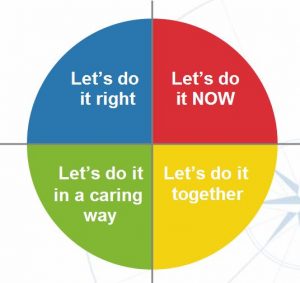 Let's do
it right
Let's do
it NOW
Let's do it
in a caring
way
Let's do it
together